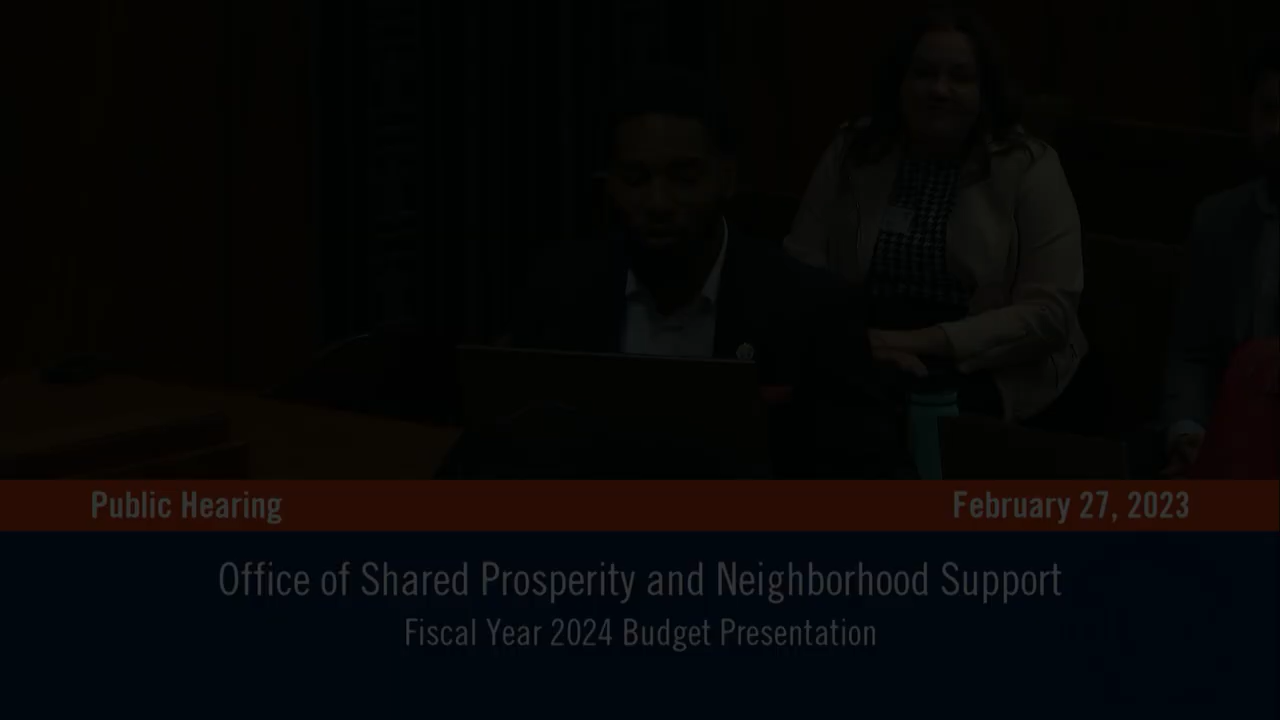 Public Hearing
February 27, 2023
Office of Shared Prosperity and Neighborhood Support
Fiscal Year 2024 Budget Presentation